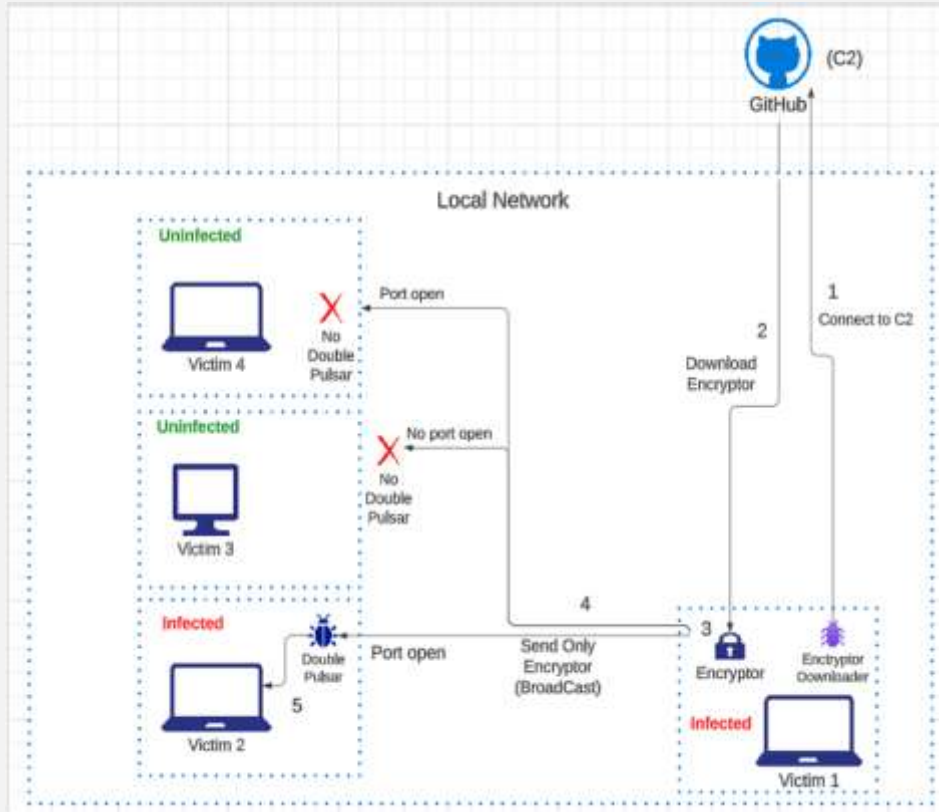 (C2)
GitHub
Local Network
Uninfected
Victim 4
No
Double
Pulsar
Port open
2
Download
Encryptor
1
Connect to C2
Uninfected
Victim 3
No port open
No
Double
Pulsar
Infected
Victim 2
Double
Pulsar
5
Port open
4
Send Only
Encryptor
(BroadCast)
3
Encryptor
Enctryptor
Downloader
Infected
Victim 1